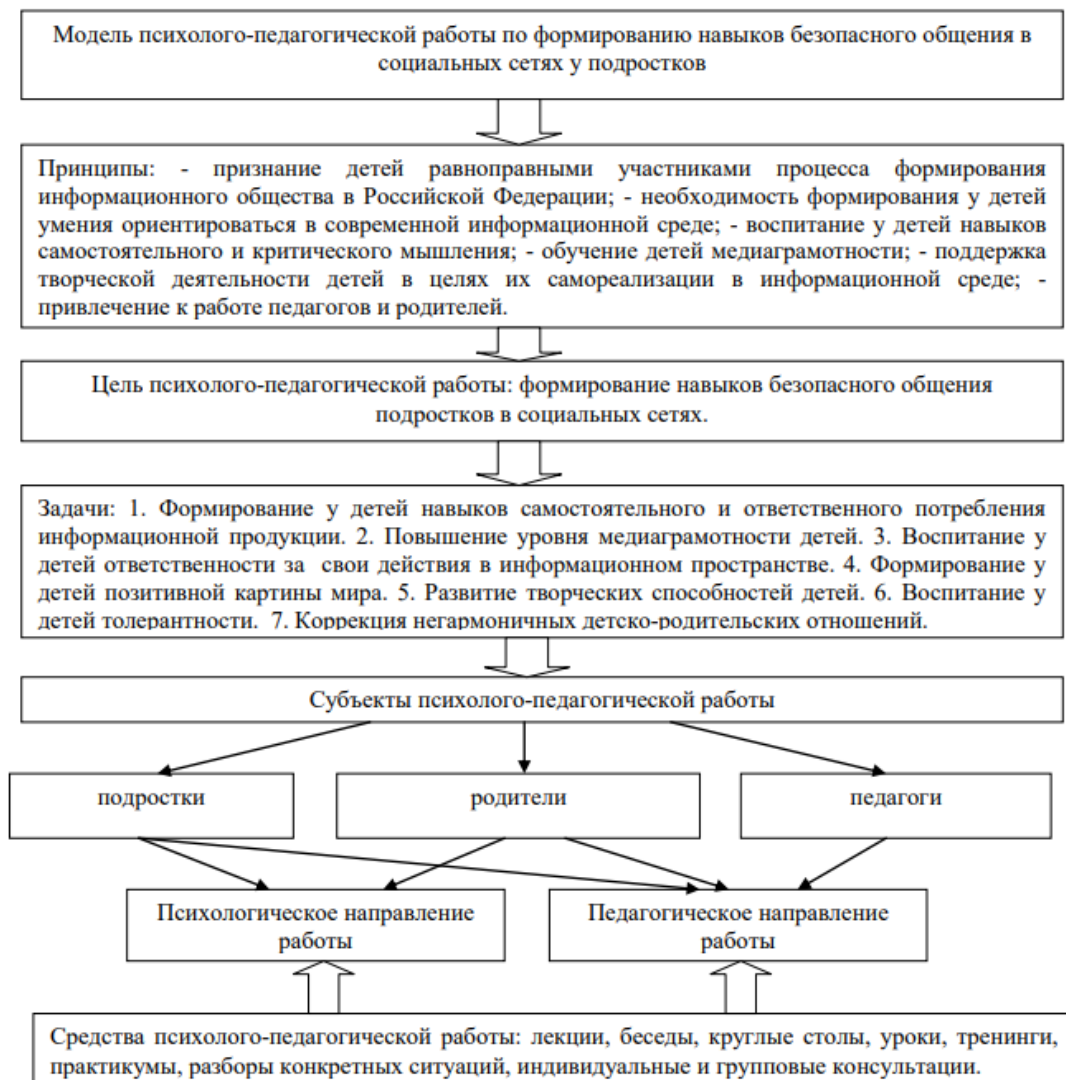 Модель психолого-педагогической работы по формированию навыков безопасного общения в
социальных сетях у подростков
Принципы: - признание детей равноправными участниками процесса формирования
информационного общества в Российской Федерации; - необходимость формирования у детей
умения ориентироваться в современной информационной среде; - воспитание у детей навыков
самостоятельного и критического мышления; - обучение детей медиаграмотности; - поддержка
творческой деятельности детей в целях их самореализации в информационной среде; -
привлечение к работе педагогов и родителей.
Цель психолого-педагогической работы: формирование навыков безопасного общения
подростков в социальных сетях.
Задачи: 1. Формирование у детей навыков самостоятельного и ответственного потребления
информационной продукции. 2. Повышение уровня медиаграмотности детей. 3. Воспитание у
детей ответственности за свои действия в информационном пространстве. 4. Формирование у
детей позитивной картины мира. 5. Развитие творческих способностей детей. 6. Воспитание у
детей толерантности. 7. Коррекция негармоничных детско-родительских отношений.
Субъекты психолого-педагогической работы
подростки
родители
педагоги
Психологическое направление
работы
Педагогическое направление
работы
Средства психолого-педагогической работы: лекции, беседы, круглые столы, уроки, тренинги,
практикумы, разборы конкретных ситуаций, индивидуальные и групповые консультации.